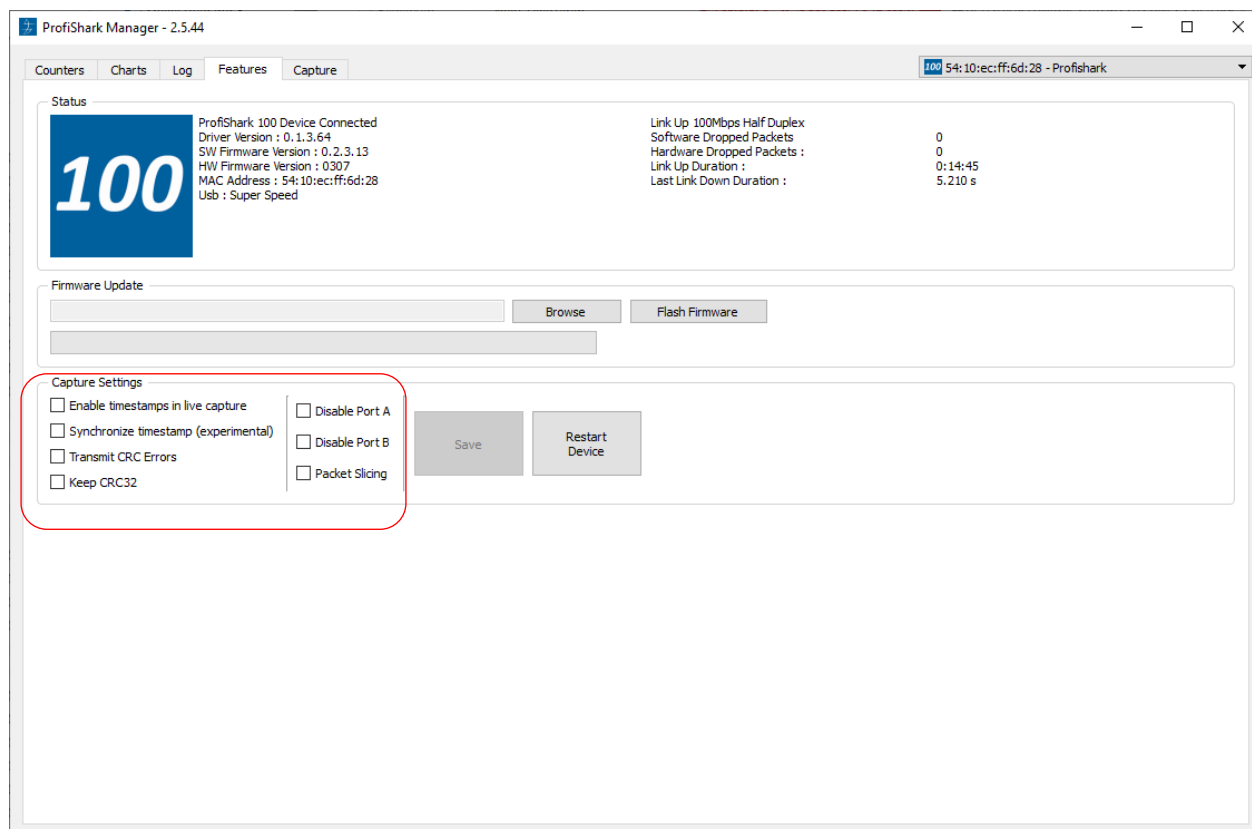 ProfiShark Manager - 2.5.44
Counters Charts Log Features Capture
100 54:10:ec:ff:6d:28 - Profishark
Status
100
ProfiShark 100 Device Connected
Driver Version : 0.1.3.64
SW Firmware Version : 0.2.3.13
HW Firmware Version : 0307
MAC Address : 54:10:ec:ff:6d:28
Usb : Super Speed
Link Up 100Mbps Half Duplex
Software Dropped Packets 0
Hardware Dropped Packets : 0
Link Up Duration : 0:14:45
Last Link Down Duration : 5.210 s
Firmware Update
Browse Flash Firmware
Capture Settings
Enable timestamps in live capture
Synchronize timestamp (experimental)
Transmit CRC Errors
Keep CRC32
Disable Port A
Disable Port B
Packet Slicing
Save
Restart
Device